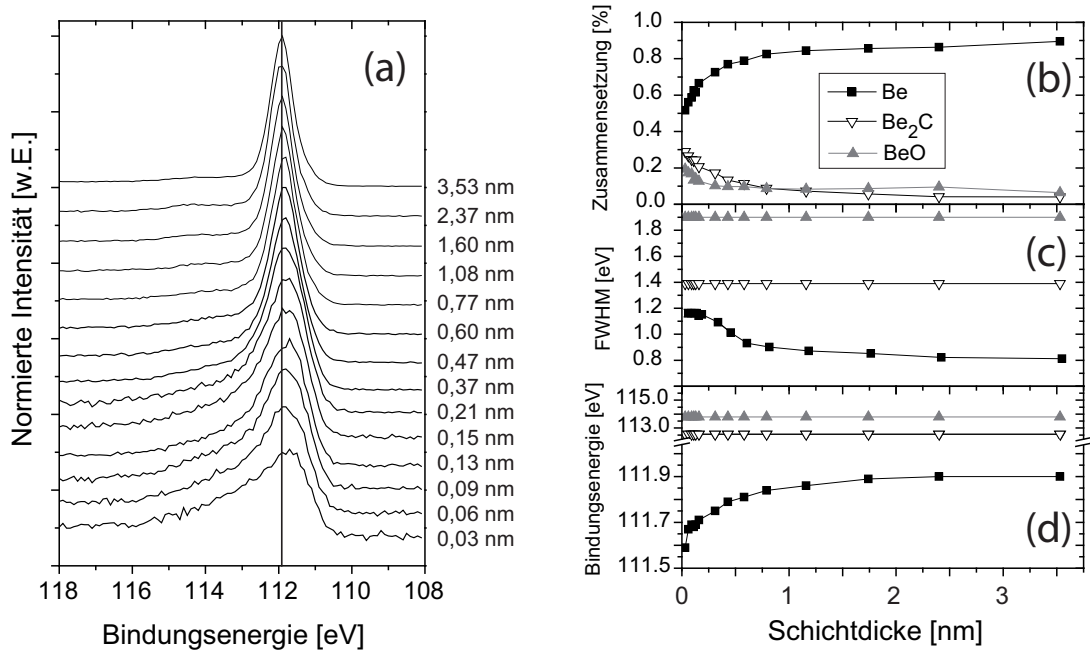 (a)
Normierte Intensität [w.E.]
3,53 nm
2,37 nm
1,60 nm
1,08 nm
0,77 nm
0,60 nm
0,47 nm
0,37 nm
0,21 nm
0,15 nm
0,13 nm
0,09 nm
0,06 nm
0,03 nm
118 116 114 112 110 108
Bindungsenergie [eV]
(b)
Zusammensetzung [%]
1.0
0.8
0.6
0.4
0.2
0.0
Be
Be2C
BeO
(c)
FWHM [eV]
1.8
1.4
1.2
1.0
0.8
(d)
Bindungsenergie [eV]
115.0
113.0
111.9
111.7
111.5
0 1 2 3
Schichtdicke [nm]